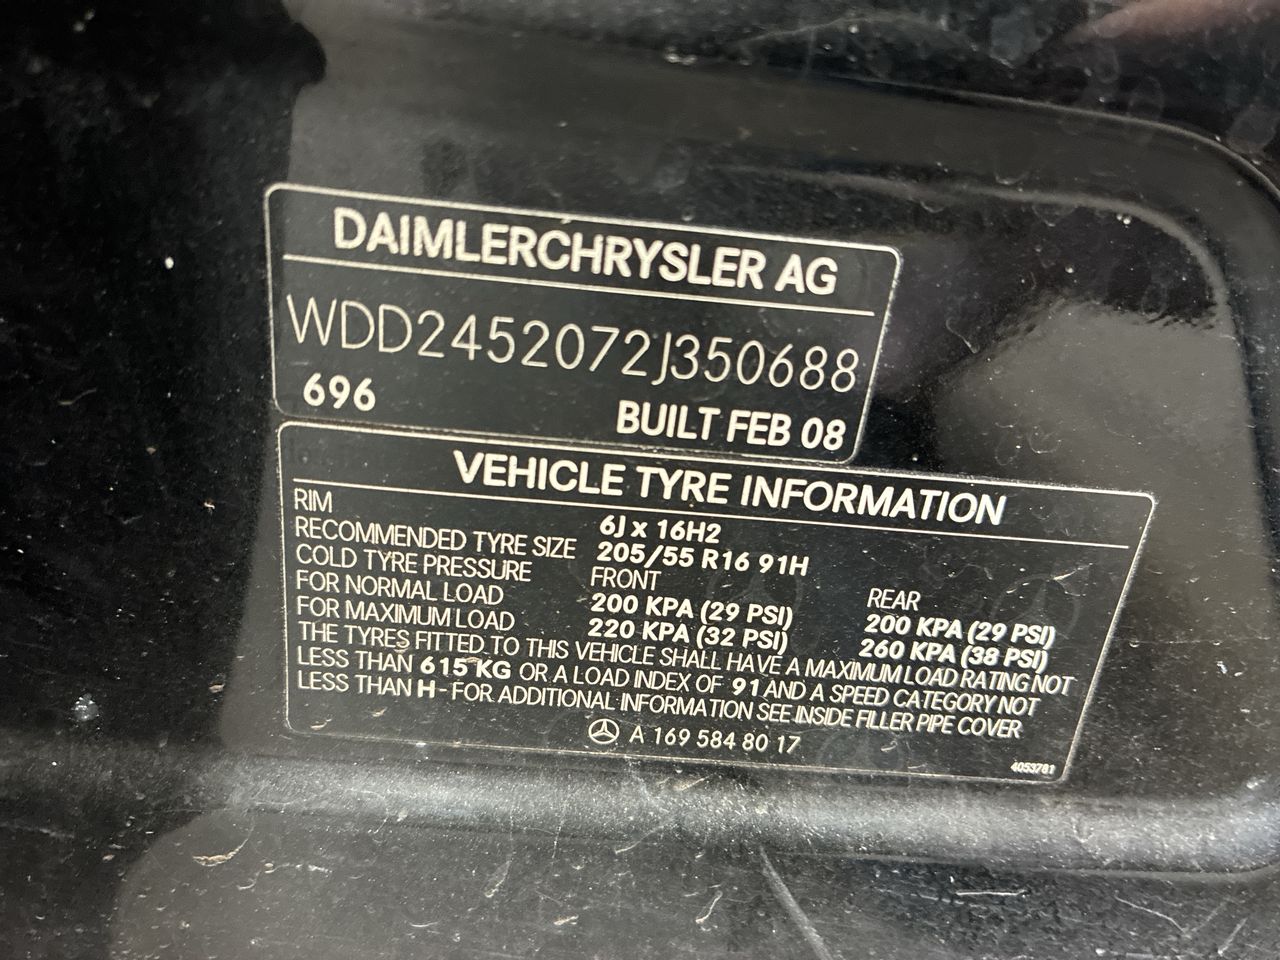 DAIMLERCHRYSLER AG
WDD2452072J350688
696 BUILT FEB 08
VEHICLE TYRE INFORMATION
RIM 6J x 16H2
RECOMMENDED TYRE SIZE 205/55 R16 91H
COLD TYRE PRESSURE FRONT REAR
FOR NORMAL LOAD 200 KPA (29 PSI) 200 KPA (29 PSI)
FOR MAXIMUM LOAD 220 KPA (32 PSI) 260 KPA (38 PSI)
THE TYRES FITTED TO THIS VEHICLE SHALL HAVE A MAXIMUM LOAD RATING NOT
LESS THAN 615 KG OR A LOAD INDEX OF 91 AND A SPEED CATEGORY NOT
LESS THAN H - FOR ADDITIONAL INFORMATION SEE INSIDE FILLER PIPE COVER
A 169 584 80 17
4053781